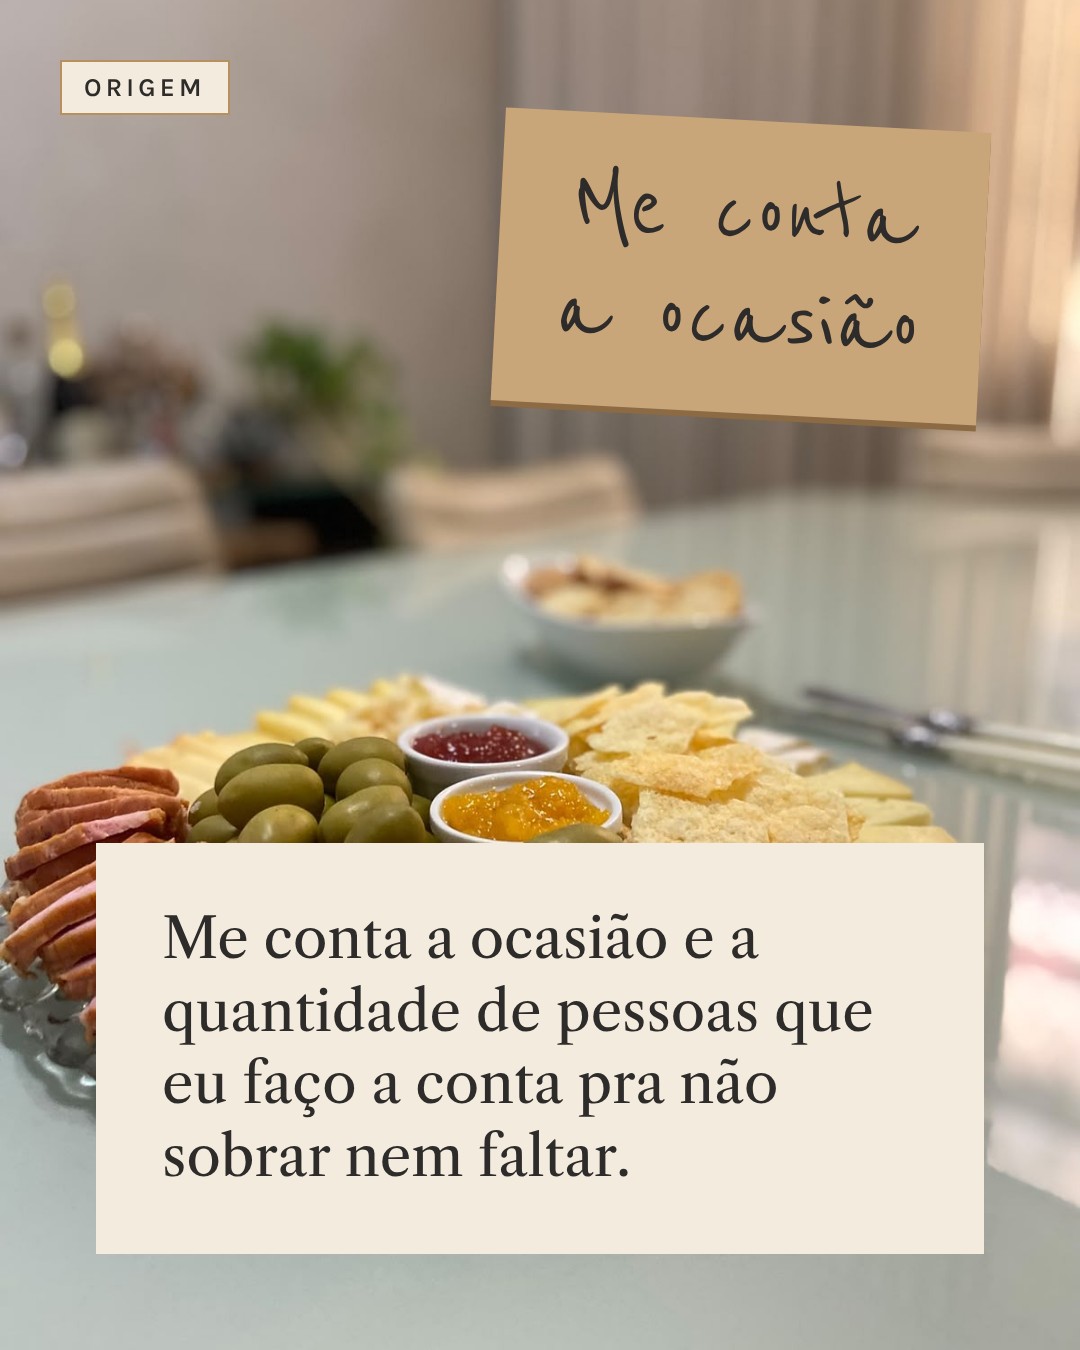 ORIGEM
Me conta
a ocasião
Me conta a ocasião e a
quantidade de pessoas que
eu faço a conta pra não
sobrar nem faltar.